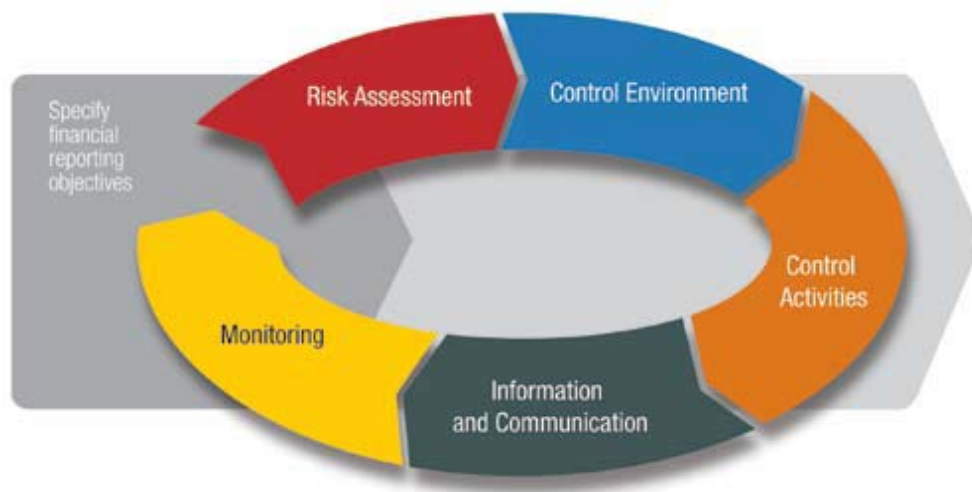 Specify
financial
reporting
objectives
Risk Assessment
Control Environment
Control
Activities
Information
and Communication
Monitoring